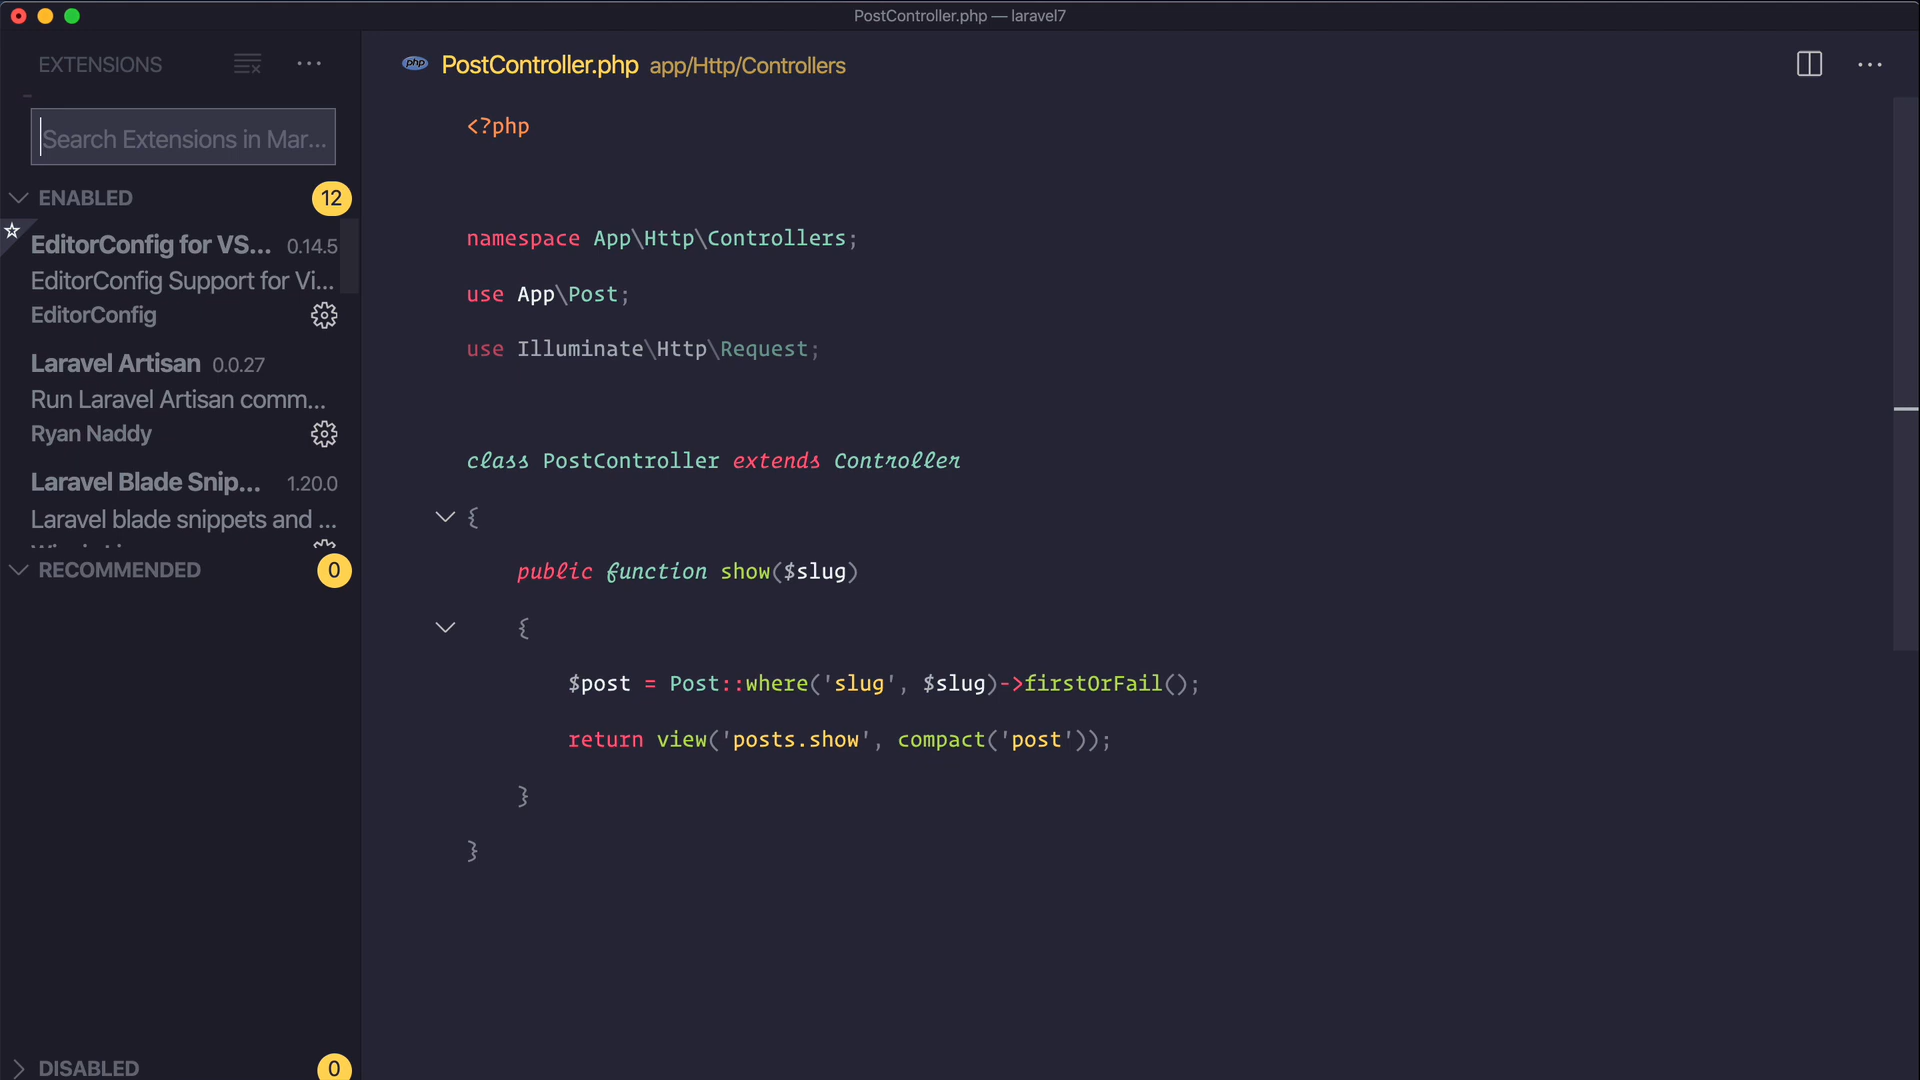 PostController.php — laravel7
EXTENSIONS
Search Extensions in Mar...
ENABLED
12
EditorConfig for VS... 0.14.5
EditorConfig Support for Vi...
EditorConfig
Laravel Artisan 0.0.27
Run Laravel Artisan comm...
Ryan Naddy
Laravel Blade Snip... 1.20.0
Laravel blade snippets and ...
RECOMMENDED
0
DISABLED
0
php PostController.php app/Http/Controllers
<?php
namespace App\Http\Controllers;
use App\Post;
use Illuminate\Http\Request;
class PostController extends Controller
{
public function show($slug)
{
$post = Post::where('slug', $slug)->firstOrFail();
return view('posts.show', compact('post'));
}
}